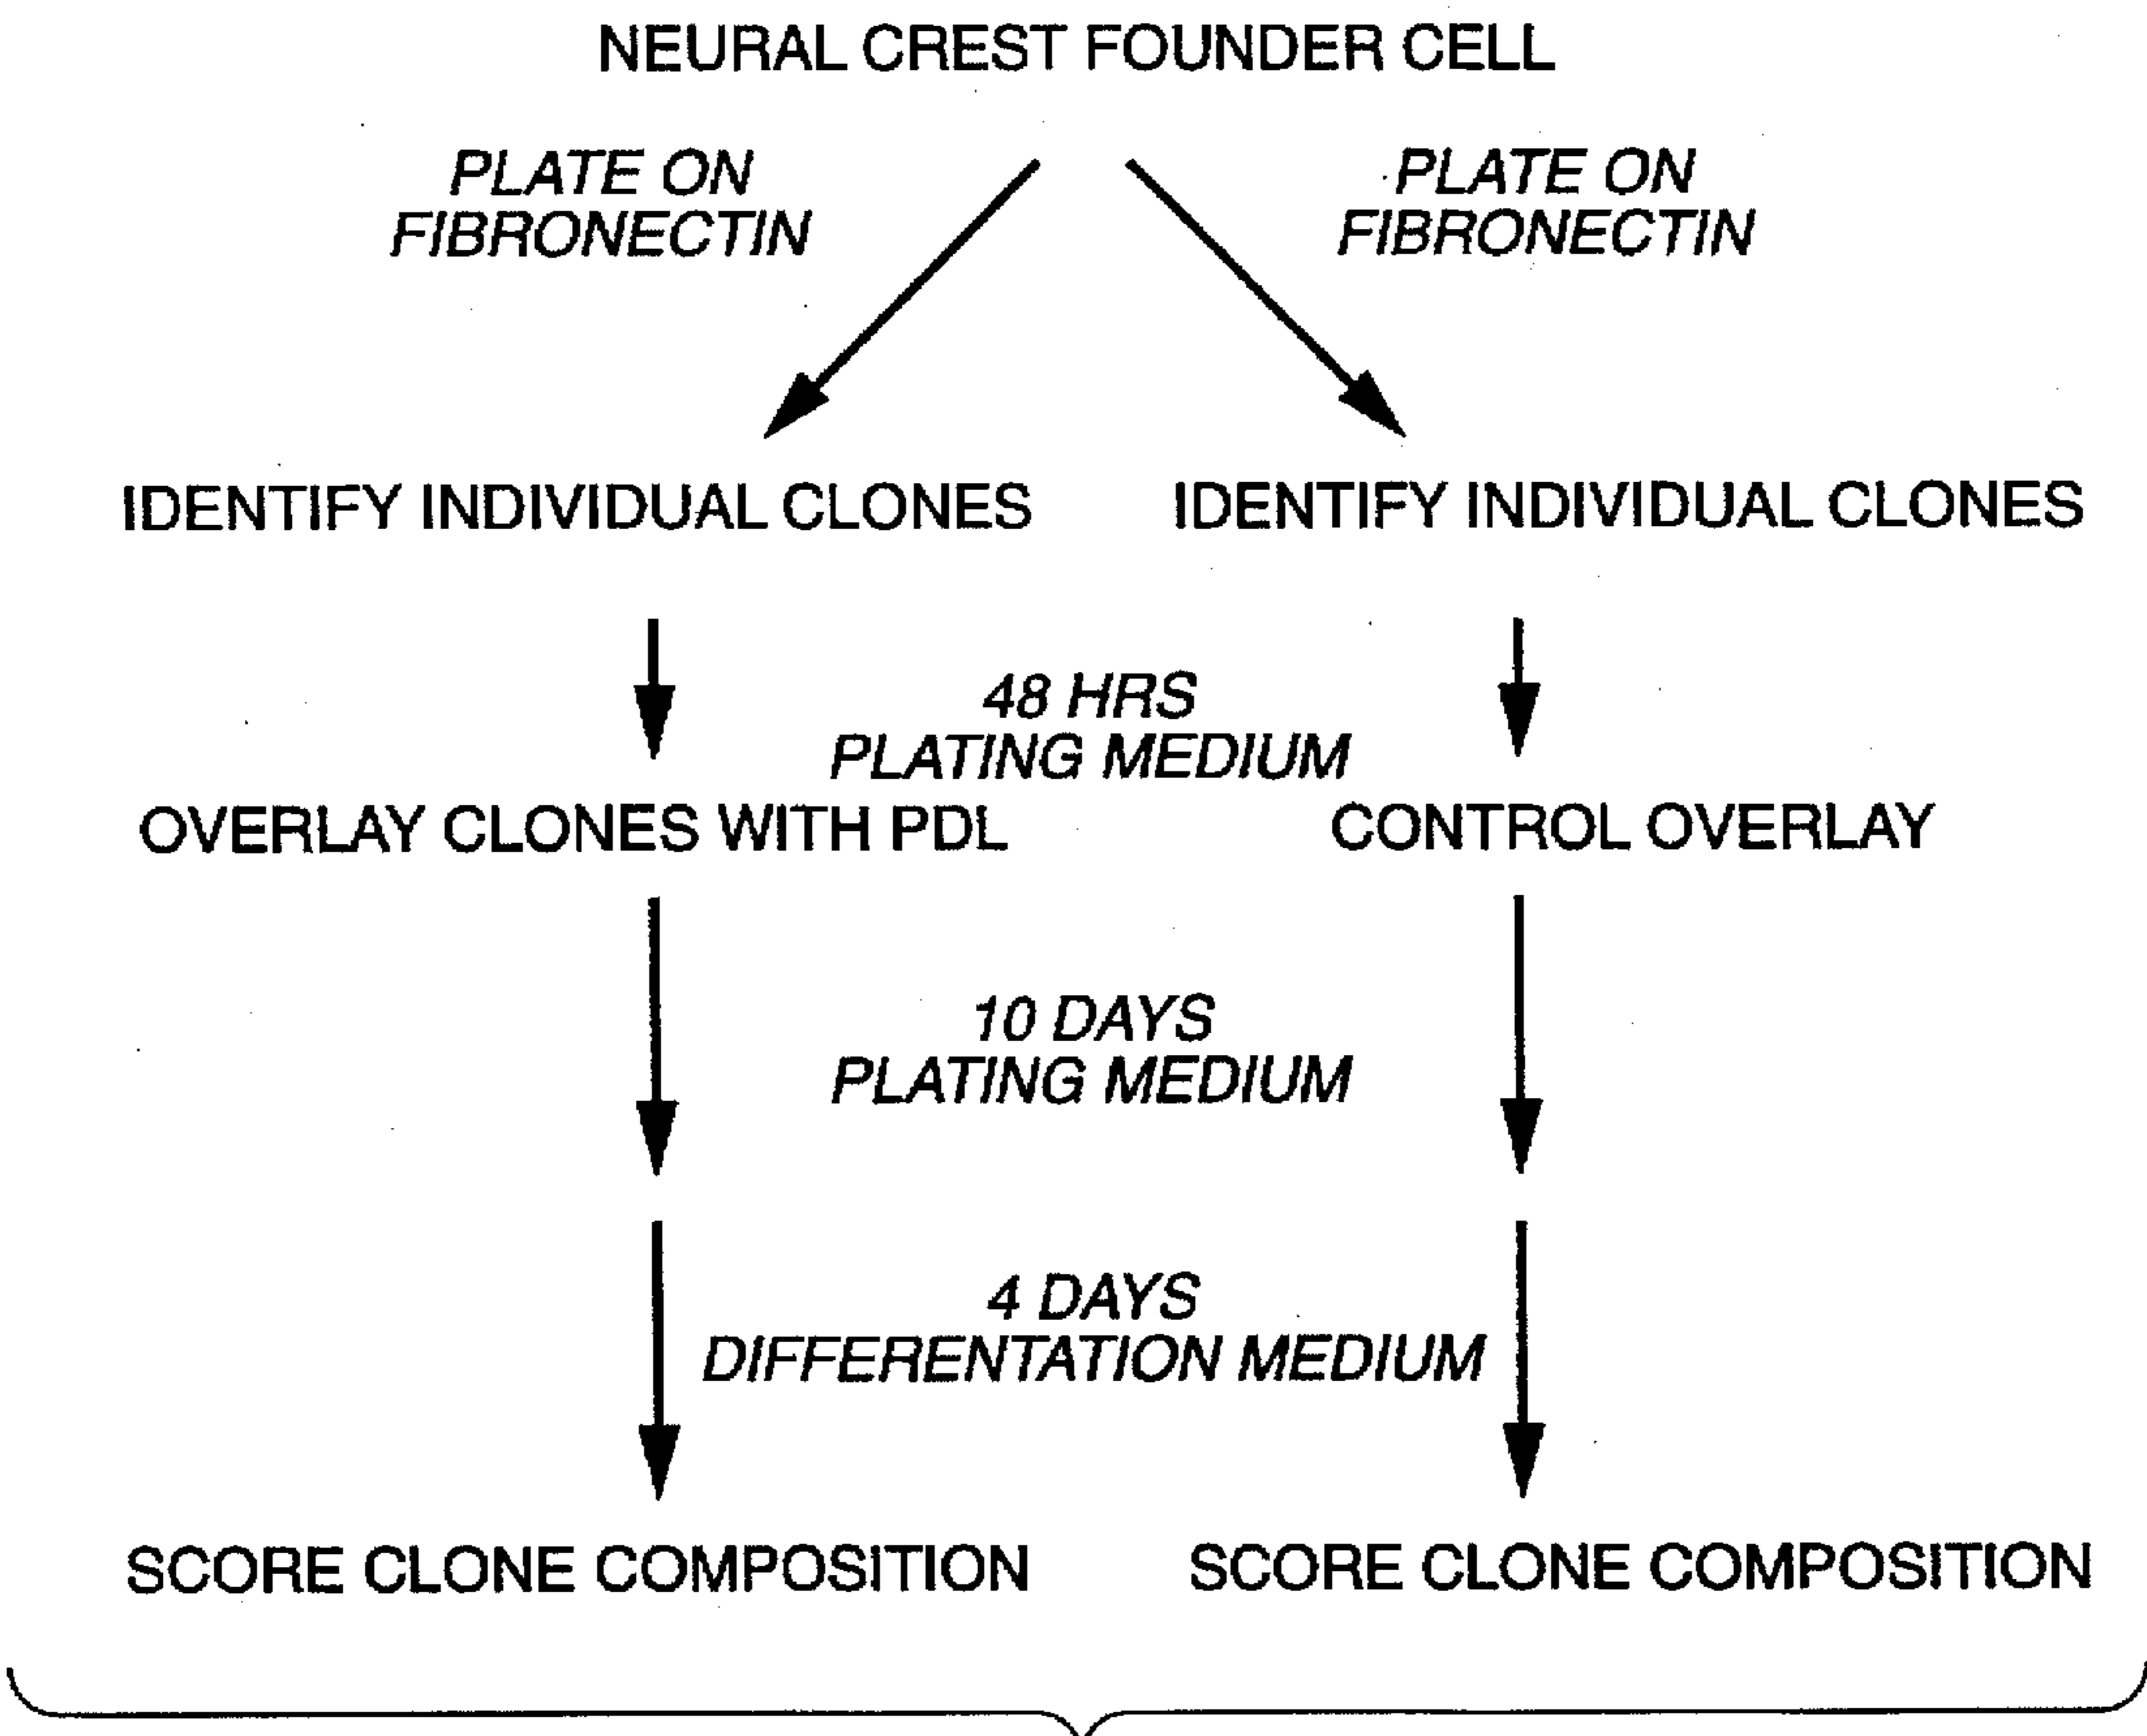 NEURAL CREST FOUNDER CELL
PLATE ON
FIBRONECTIN
PLATE ON
FIBRONECTIN
IDENTIFY INDIVIDUAL CLONES
IDENTIFY INDIVIDUAL CLONES
48 HRS
PLATING MEDIUM
OVERLAY CLONES WITH PDL
CONTROL OVERLAY
10 DAYS
PLATING MEDIUM
4 DAYS
DIFFERENTATION MEDIUM
SCORE CLONE COMPOSITION
SCORE CLONE COMPOSITION